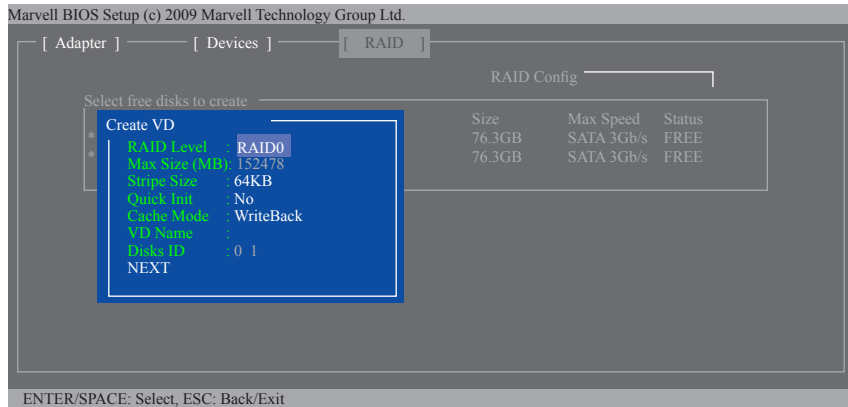 Marvell BIOS Setup (c) 2009 Marvell Technology Group Ltd.
[ Adapter ] [ Devices ] [ RAID ]
RAID Config
Select free disks to create
Size Max Speed Status
* 76.3GB SATA 3Gb/s FREE
* 76.3GB SATA 3Gb/s FREE
Create VD
RAID Level : RAID0
Max Size (MB): 152478
Stripe Size : 64KB
Quick Init : No
Cache Mode : WriteBack
VD Name :
Disks ID : 0 1
NEXT
ENTER/SPACE: Select, ESC: Back/Exit